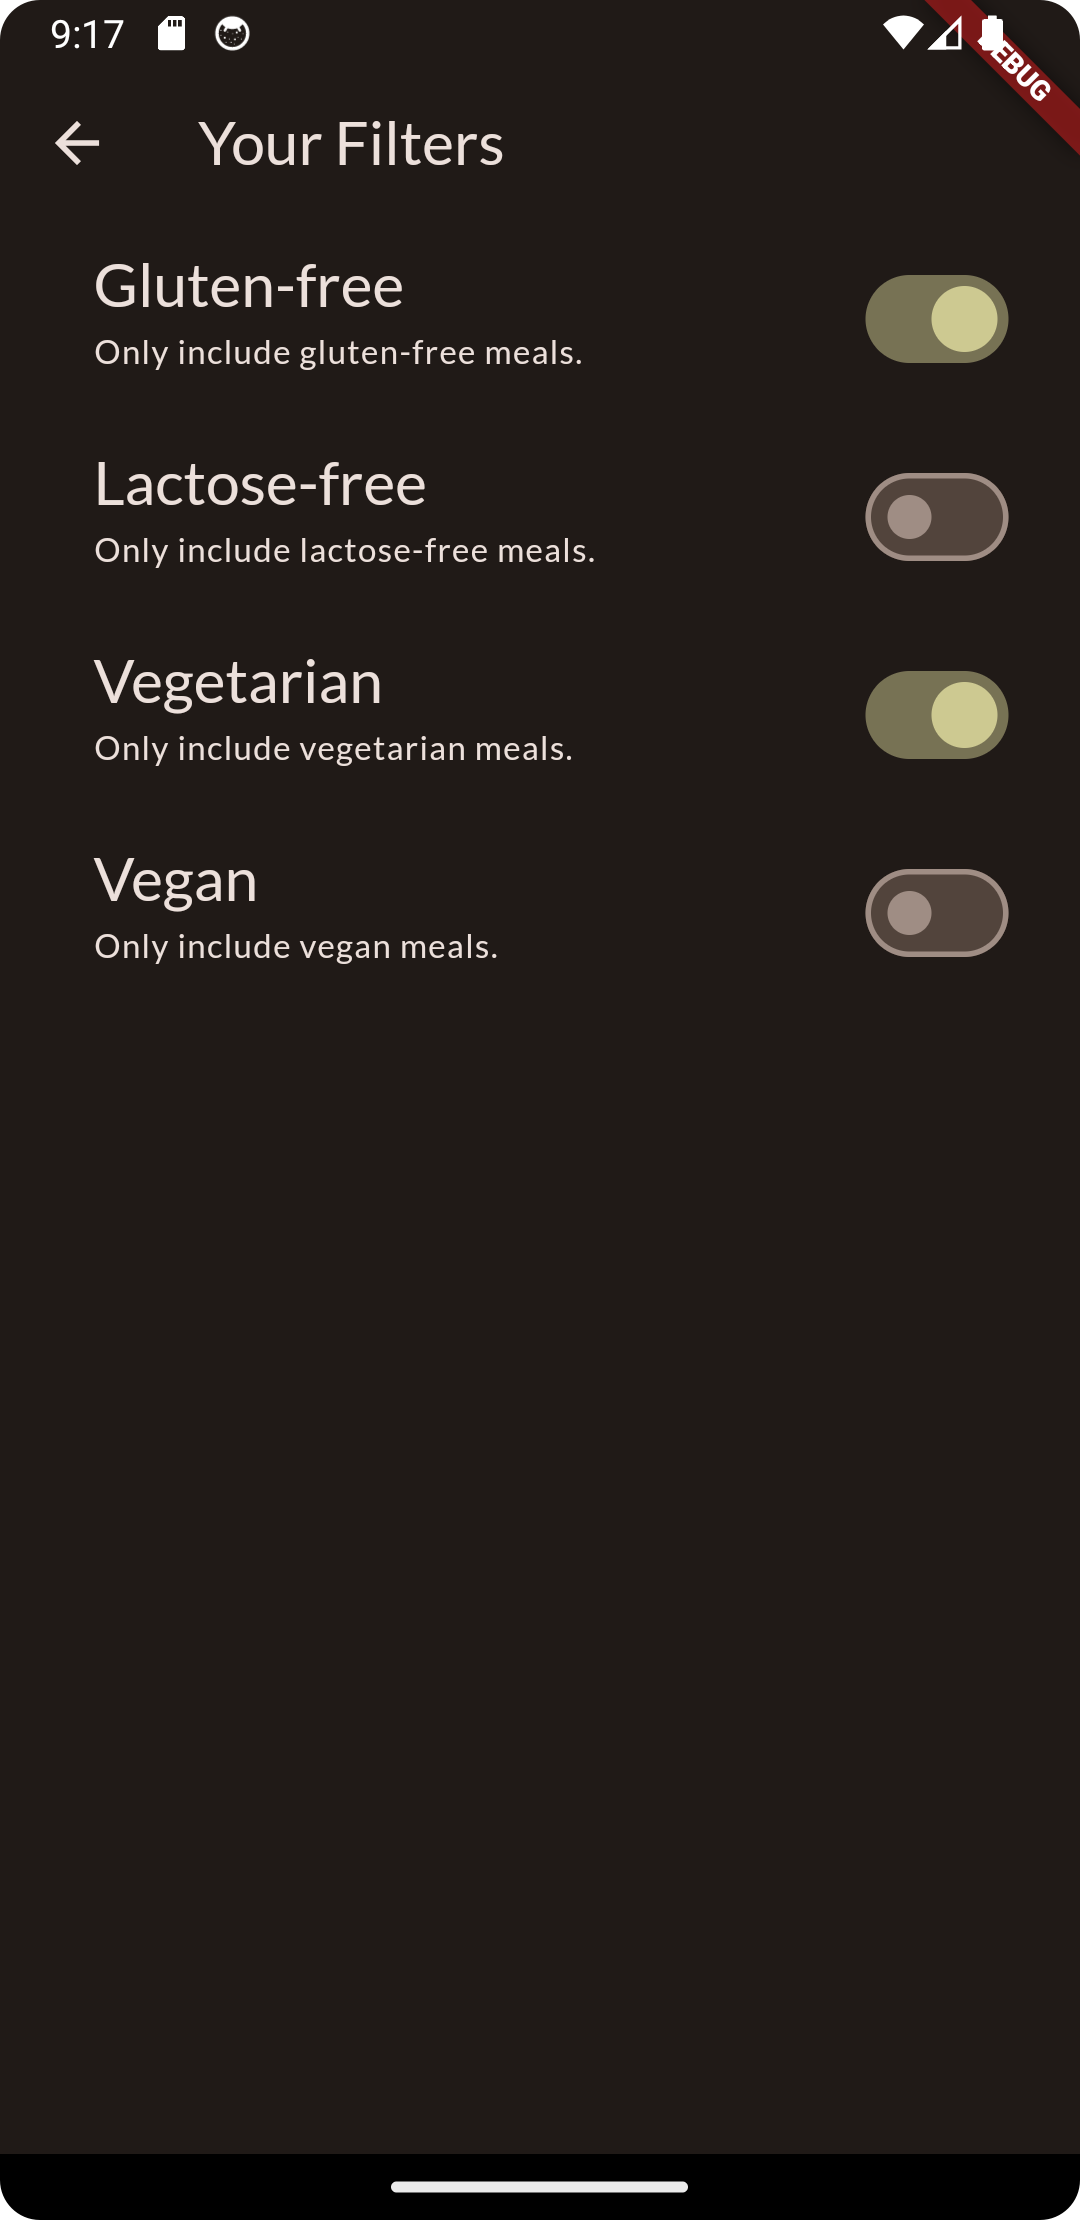 9:17
EBUG
Your Filters
Gluten-free
Only include gluten-free meals.
Lactose-free
Only include lactose-free meals.
Vegetarian
Only include vegetarian meals.
Vegan
Only include vegan meals.